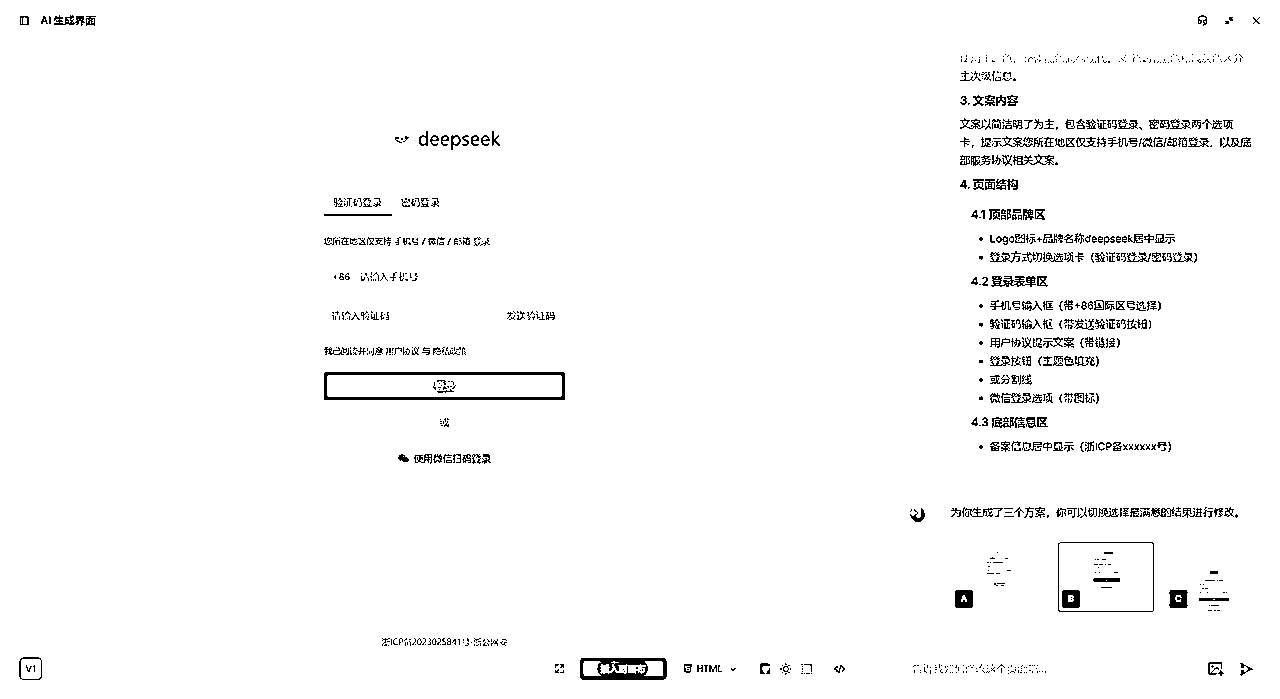 AI 生成界面
deepseek
验证码登录 密码登录
您所在地区仅支持 手机号 / 微信 / 邮箱 登录
+86 请输入手机号
请输入验证码 发送验证码
我已阅读并同意 用户协议 与 隐私政策
登录
或
使用微信扫码登录
浙ICP备2023025841号·浙公网安
V1
插入到画布
HTML
主次级信息。
3. 文案内容
文案以简洁明了为主，包含验证码登录、密码登录两个选项
卡，提示文案您所在地区仅支持手机号/微信/邮箱登录，以及底
部服务协议相关文案。
4. 页面结构
4.1 顶部品牌区
Logo图标+品牌名称deepseek居中显示
登录方式切换选项卡（验证码登录/密码登录）
4.2 登录表单区
手机号输入框（带+86国际区号选择）
验证码输入框（带发送验证码按钮）
用户协议提示文案（带链接）
登录按钮（主题色填充）
或分割线
微信登录选项（带图标）
4.3 底部信息区
备案信息居中显示（浙ICP备xxxxxx号）
为你生成了三个方案，你可以切换选择最满意的结果进行修改。
A
B
C